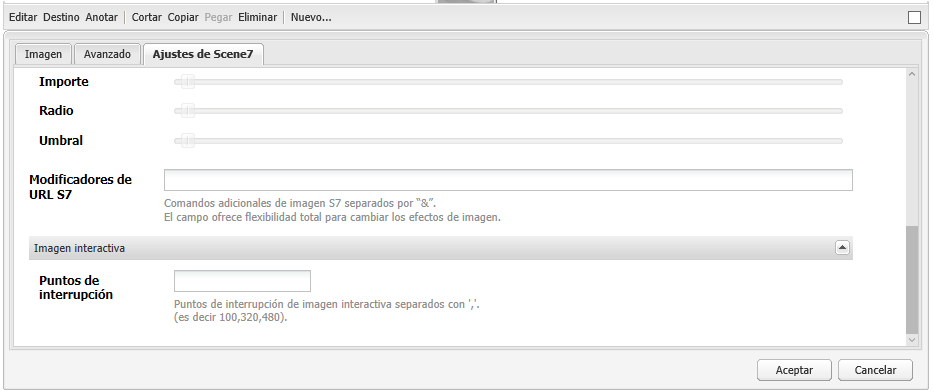 Editar Destino Anotar Cortar Copiar Pegar Eliminar Nuevo...
Imagen Avanzado Ajustes de Scene7
Importe
Radio
Umbral
Modificadores de
URL S7
Comandos adicionales de imagen S7 separados por “&”.
El campo ofrece flexibilidad total para cambiar los efectos de imagen.
Imagen interactiva
Puntos de
interrupción
Puntos de interrupción de imagen interactiva separados con ','.
(es decir 100,320,480).
Aceptar Cancelar